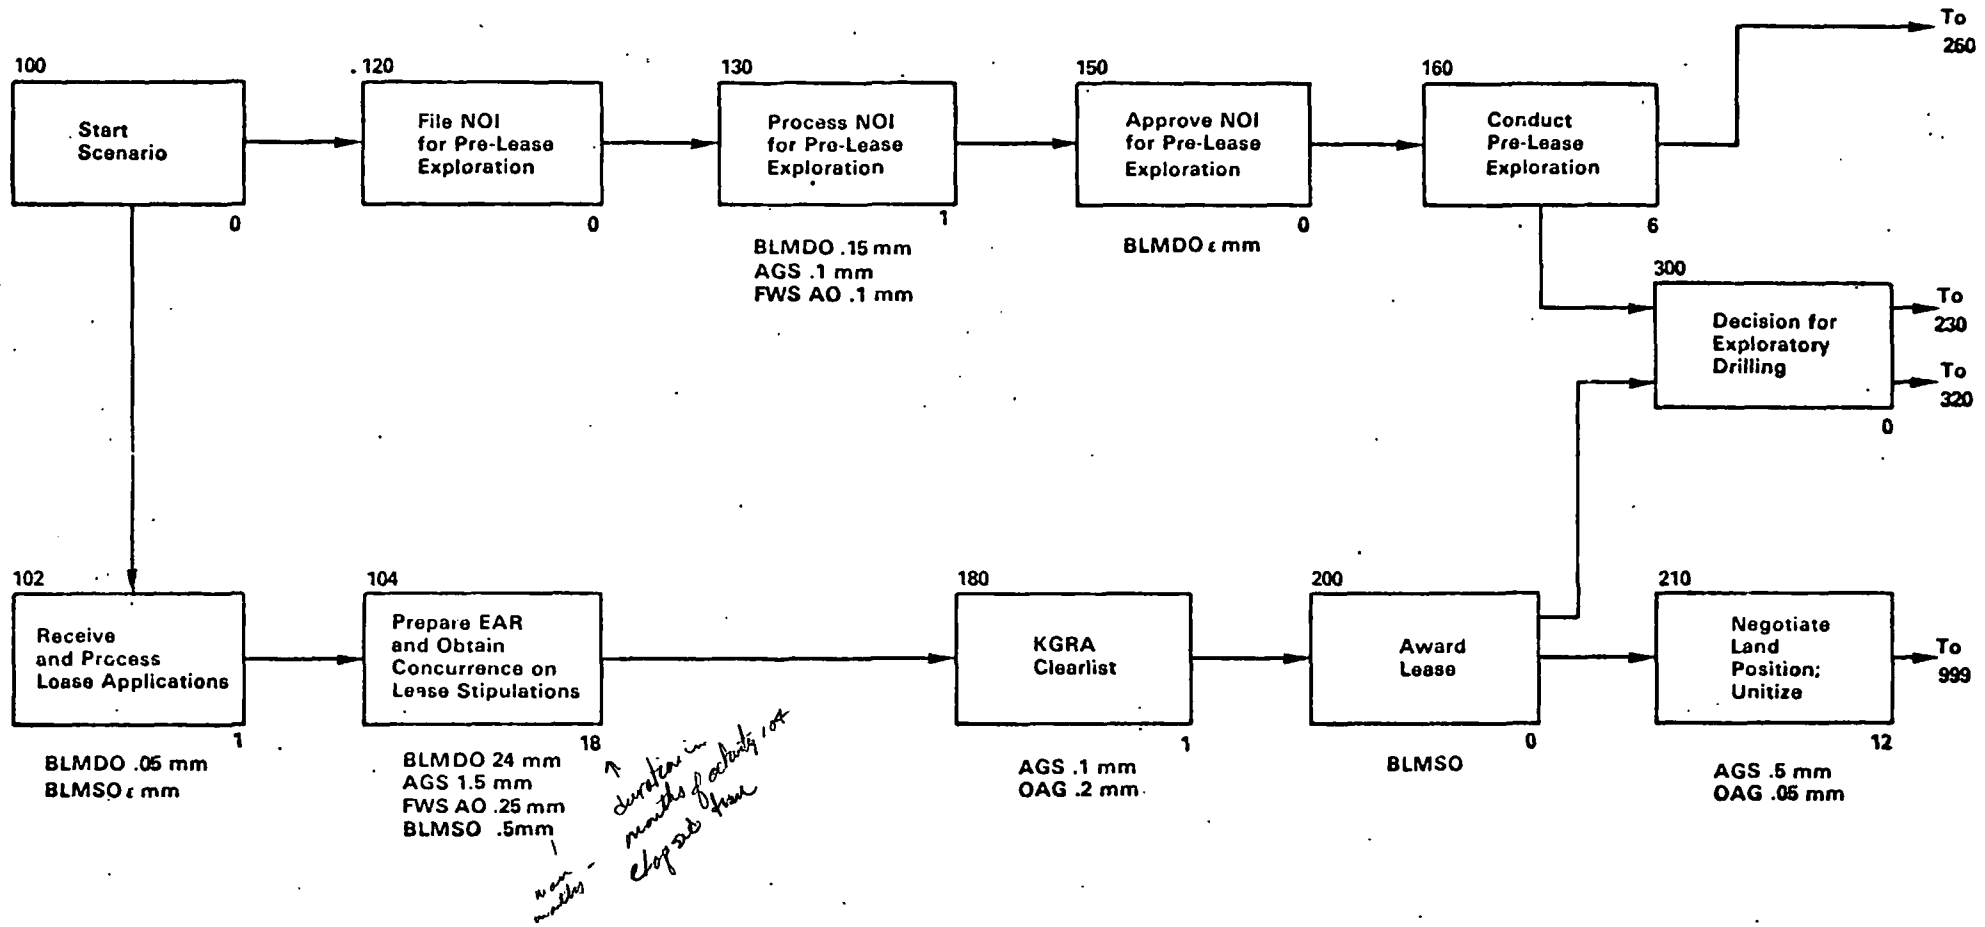 To
260
100
Start
Scenario
0
120
File NOI
for Pre-Lease
Exploration
0
130
Process NOI
for Pre-Lease
Exploration
1
BLMDO .15 mm
AGS .1 mm
FWS AO .1 mm
150
Approve NOI
for Pre-Lease
Exploration
0
BLMDO ε mm
160
Conduct
Pre-Lease
Exploration
6
300
Decision for
Exploratory
Drilling
0
To
230
To
320
102
Receive
and Process
Lease Applications
1
BLMDO .05 mm
BLMSO ε mm
104
Prepare EAR
and Obtain
Concurrence on
Lease Stipulations
18
BLMDO 24 mm
AGS 1.5 mm
FWS AO .25 mm
BLMSO .5mm
man
months
duration in
months of activity, or
elapsed time
180
KGRA
Clearlist
1
AGS .1 mm
OAG .2 mm
200
Award
Lease
0
BLMSO
210
Negotiate
Land
Position;
Unitize
12
AGS .5 mm
OAG .05 mm
To
999